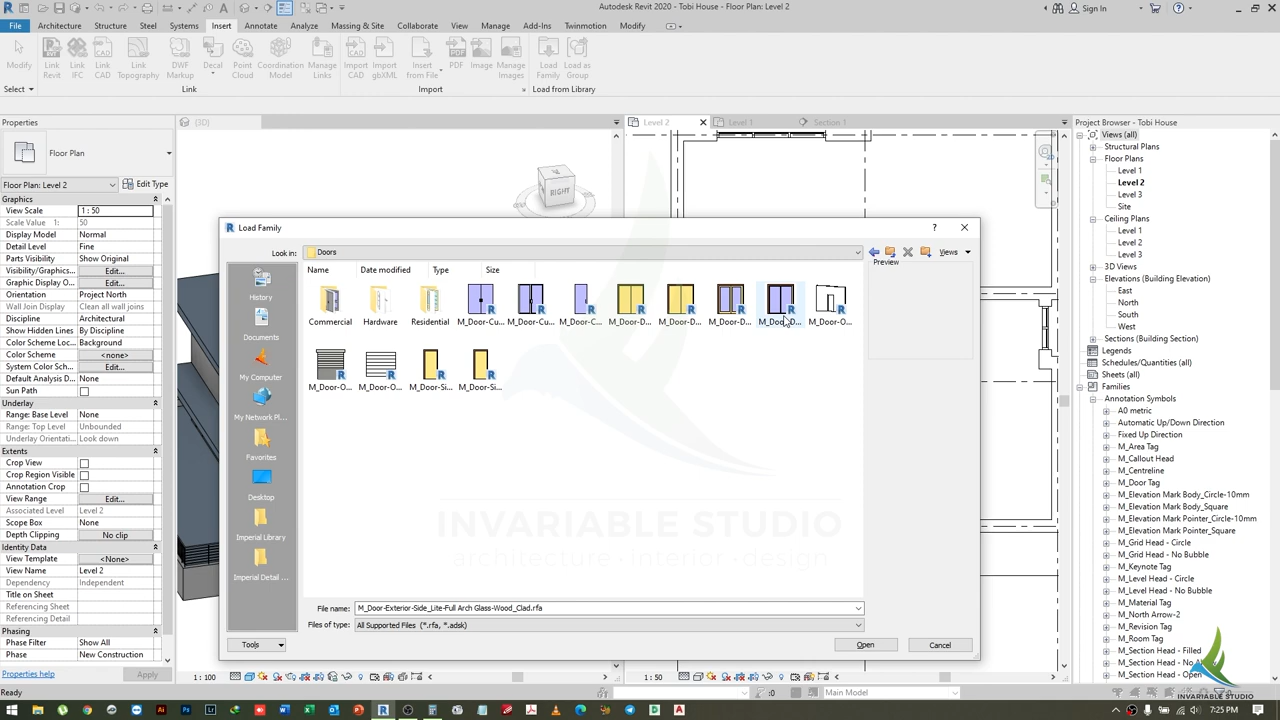 Autodesk Revit 2020 - Tobi House - Floor Plan: Level 2
Sign In
File Architecture Structure Steel Systems Insert Annotate Analyze Massing & Site Collaborate View Manage Add-Ins Twinmotion Modify
Modify
Link Revit
Link IFC
Link CAD
Link Topography
DWF Markup
Decal
Point Cloud
Coordination Model
Manage Links
Import CAD
Import gbXML
Insert from File
PDF
Image
Manage Images
Load Family
Load as Group
Select
Link
Import
Load from Library
Properties
Floor Plan
Floor Plan: Level 2
Edit Type
Graphics
View Scale 1 : 50
Scale Value 1: 50
Display Model Normal
Detail Level Fine
Parts Visibility Show Original
Visibility/Graphics... Edit...
Graphic Display O... Edit...
Orientation Project North
Wall Join Display Clean all wall joins
Discipline Architectural
Show Hidden Lines By Discipline
Color Scheme Loc... Background
Color Scheme <none>
System Color Sche... Edit...
Default Analysis D... None
Sun Path
Underlay
Range: Base Level None
Range: Top Level Unbounded
Underlay Orientati... Look down
Extents
Crop View
Crop Region Visible
Annotation Crop
View Range Edit...
Associated Level Level 2
Scope Box None
Depth Clipping No clip
Identity Data
View Template <None>
View Name Level 2
Dependency Independent
Title on Sheet
Referencing Sheet
Referencing Detail
Phasing
Phase Filter Show All
Phase New Construction
Properties help
Apply
{3D}
Level 2
Level 1
Section 1
RIGHT
Load Family
Look in: Doors
Views
Preview
Name Date modified Type Size
History
Documents
My Computer
My Network Pl...
Favorites
Desktop
Imperial Library
Imperial Detail ...
Commercial Hardware Residential M_Door-Cu... M_Door-Cu... M_Door-C... M_Door-D... M_Door-D... M_Door-D... M_Door-D... M_Door-O...
M_Door-O... M_Door-O... M_Door-Si... M_Door-Si...
INVARIABLE STUDIO
architecture - interior - design
File name: M_Door-Exterior-Side_Lite-Full Arch Glass-Wood_Clad.rfa
Files of type: All Supported Files (*.rfa, *.adsk)
Tools
Open
Cancel
Project Browser - Tobi House
Views (all)
Structural Plans
Floor Plans
Level 1
Level 2
Level 3
Site
Ceiling Plans
Level 1
Level 2
Level 3
3D Views
Elevations (Building Elevation)
East
North
South
West
Sections (Building Section)
Legends
Schedules/Quantities (all)
Sheets (all)
Families
Annotation Symbols
A0 metric
Automatic Up/Down Direction
Fixed Up Direction
M_Area Tag
M_Callout Head
M_Centreline
M_Door Tag
M_Elevation Mark Body_Circle-10mm
M_Elevation Mark Body_Square
M_Elevation Mark Pointer_Circle-10mm
M_Elevation Mark Pointer_Square
M_Grid Head - Circle
M_Grid Head - No Bubble
M_Keynote Tag
M_Level Head - Circle
M_Level Head - No Bubble
M_Material Tag
M_North Arrow-2
M_Revision Tag
M_Room Tag
M_Section Head - Filled
M_Section Head - No A
M_Section Head - Open
INVARIABLE STUDIO
1 : 100
1 : 50
Ready
:0
Main Model
7:25 PM